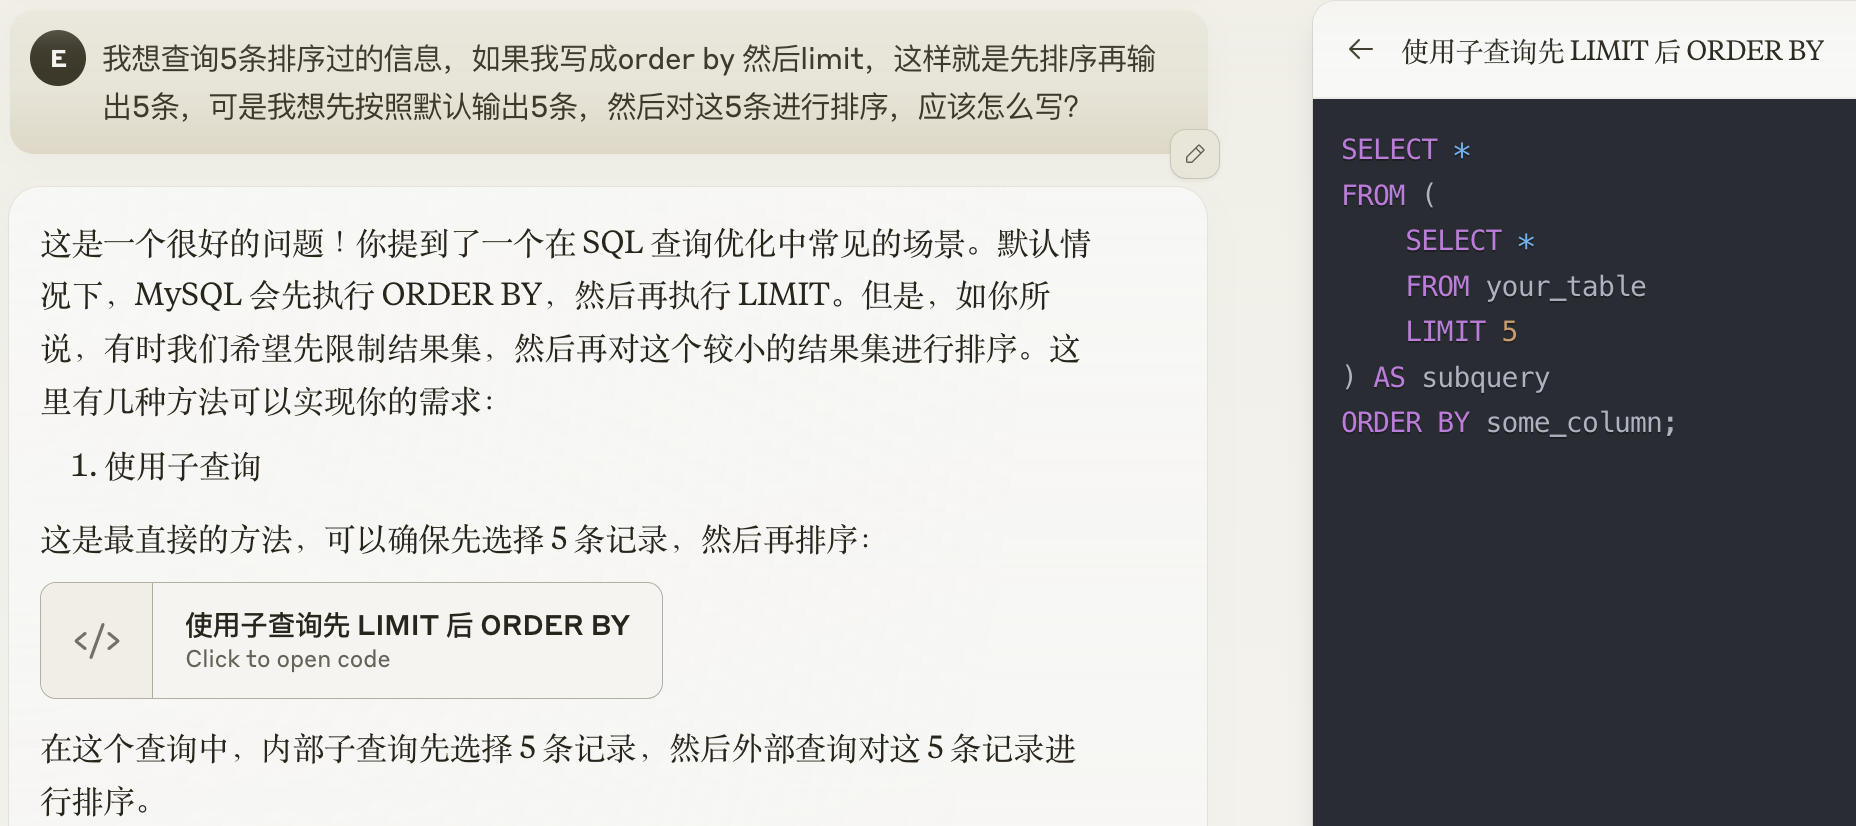 E
我想查询5条排序过的信息，如果我写成order by 然后limit，这样就是先排序再输
出5条，可是我想先按照默认输出5条，然后对这5条进行排序，应该怎么写？
这是一个很好的问题！你提到了一个在 SQL 查询优化中常见的场景。默认情
况下，MySQL 会先执行 ORDER BY，然后再执行 LIMIT。但是，如你所
说，有时我们希望先限制结果集，然后再对这个较小的结果集进行排序。这
里有几种方法可以实现你的需求：
1. 使用子查询
这是最直接的方法，可以确保先选择 5 条记录，然后再排序：
</>
使用子查询先 LIMIT 后 ORDER BY
Click to open code
在这个查询中，内部子查询先选择 5 条记录，然后外部查询对这 5 条记录进
行排序。
← 使用子查询先 LIMIT 后 ORDER BY
SELECT *
FROM (
    SELECT *
    FROM your_table
    LIMIT 5
) AS subquery
ORDER BY some_column;